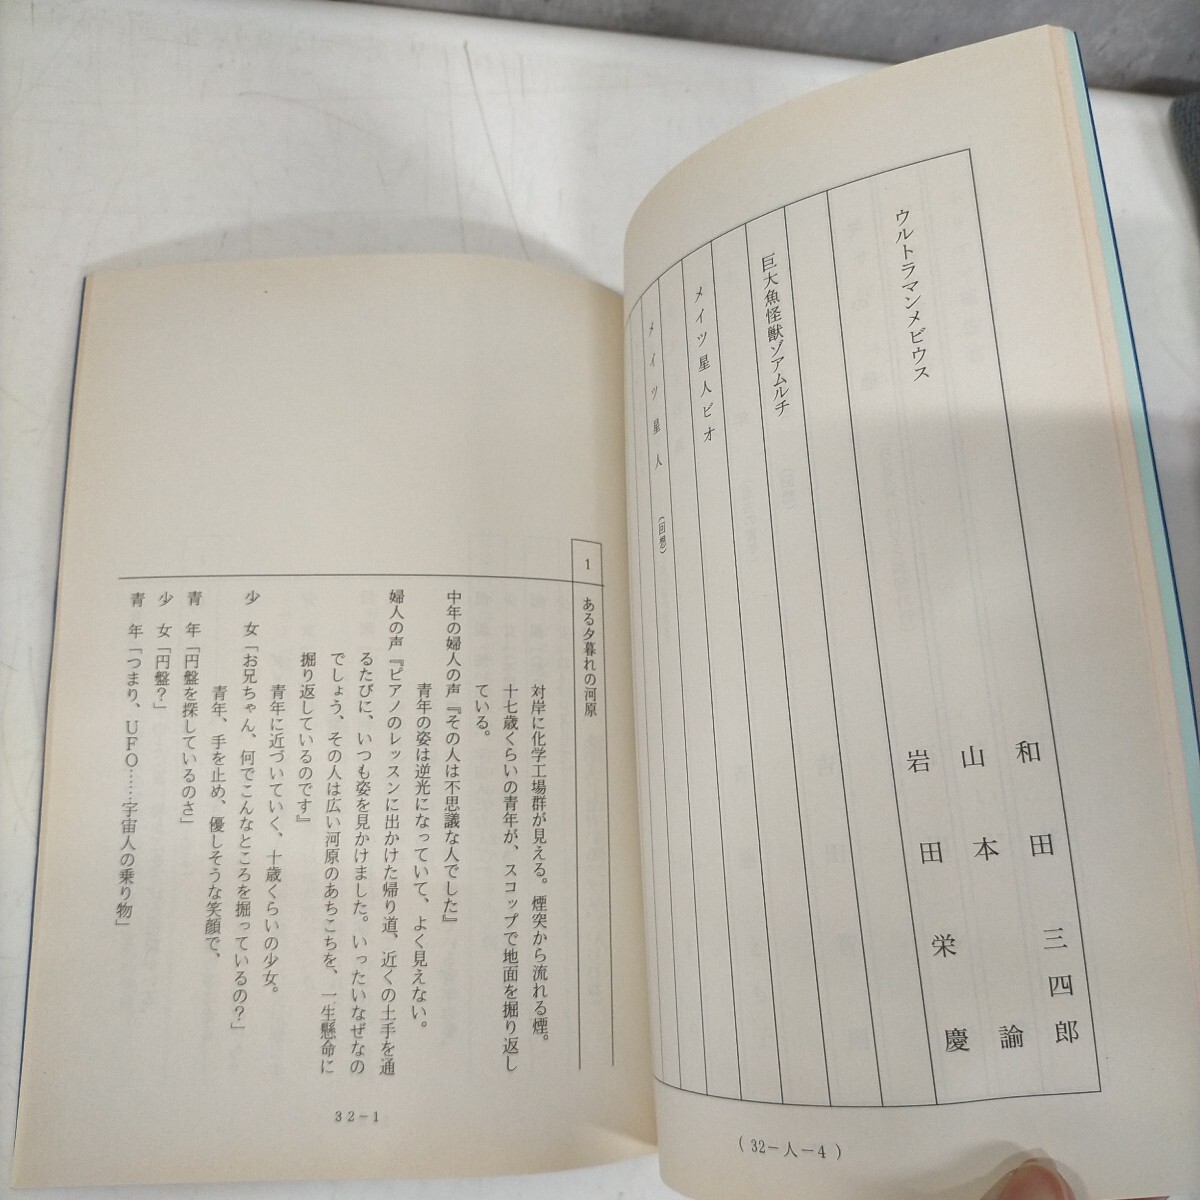 ウルトラマンメビウス
和田三四郎
山本諭
岩田栄慶
巨大魚怪獣ゾアムルチ
メイツ星人ビオ
メイツ星人(回想)
(32-人-4)
1 ある夕暮れの河原
対岸に化学工場群が見える。煙突から流れる煙。
十七歳くらいの青年が、スコップで地面を掘り返し
ている。
中年の婦人の声『その人は不思議な人でした』
青年の姿は逆光になっていて、よく見えない。
婦人の声『ピアノのレッスンに出かけた帰り道、近くの土手を通
るたびに、いつも姿を見かけました。いったいなぜなの
でしょう、その人は広い河原のあちこちを、一生懸命に
掘り返しているのです』
青年に近づいていく、十歳くらいの少女。
少女「お兄ちゃん、何でこんなところを掘っているの？」
青年、手を止め、優しそうな笑顔で、
青年「円盤を探しているのさ」
少女「円盤？」
青年「つまり、UFO……宇宙人の乗り物」
32-1